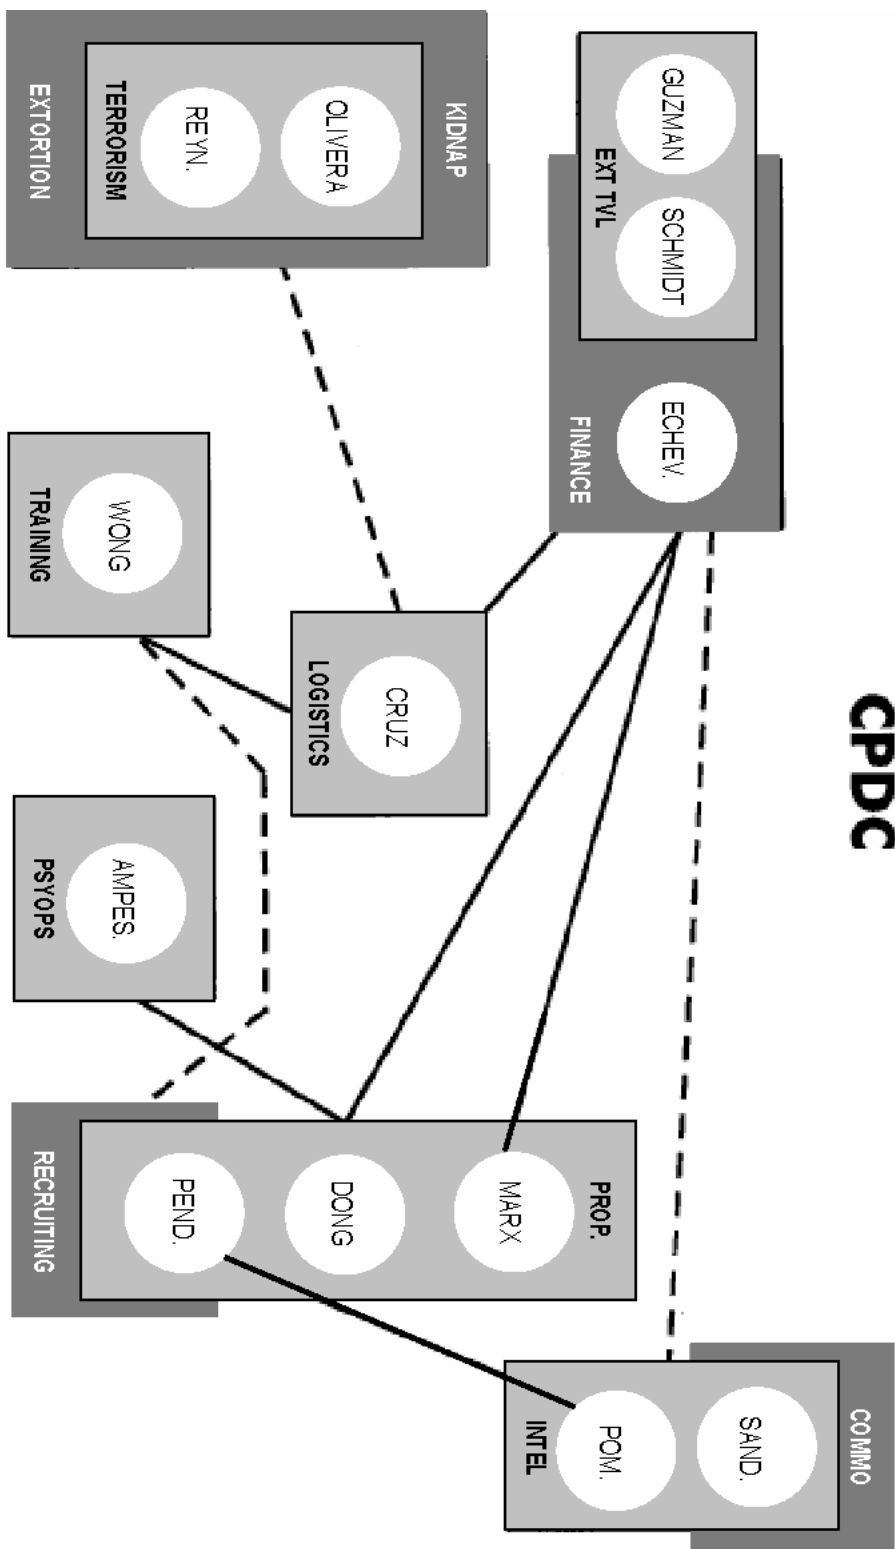 CPDC
GUZMAN
SCHMIDT
EXT TVL
ECHEV.
FINANCE
SAND.
COMMO
POM.
INTEL
KIDNAP
OLIVERA
REYN.
TERRORISM
EXTORTION
CRUZ
LOGISTICS
PROP.
MARX
DONG
PEND.
RECRUITING
WONG
TRAINING
AMPES.
PSYOPS